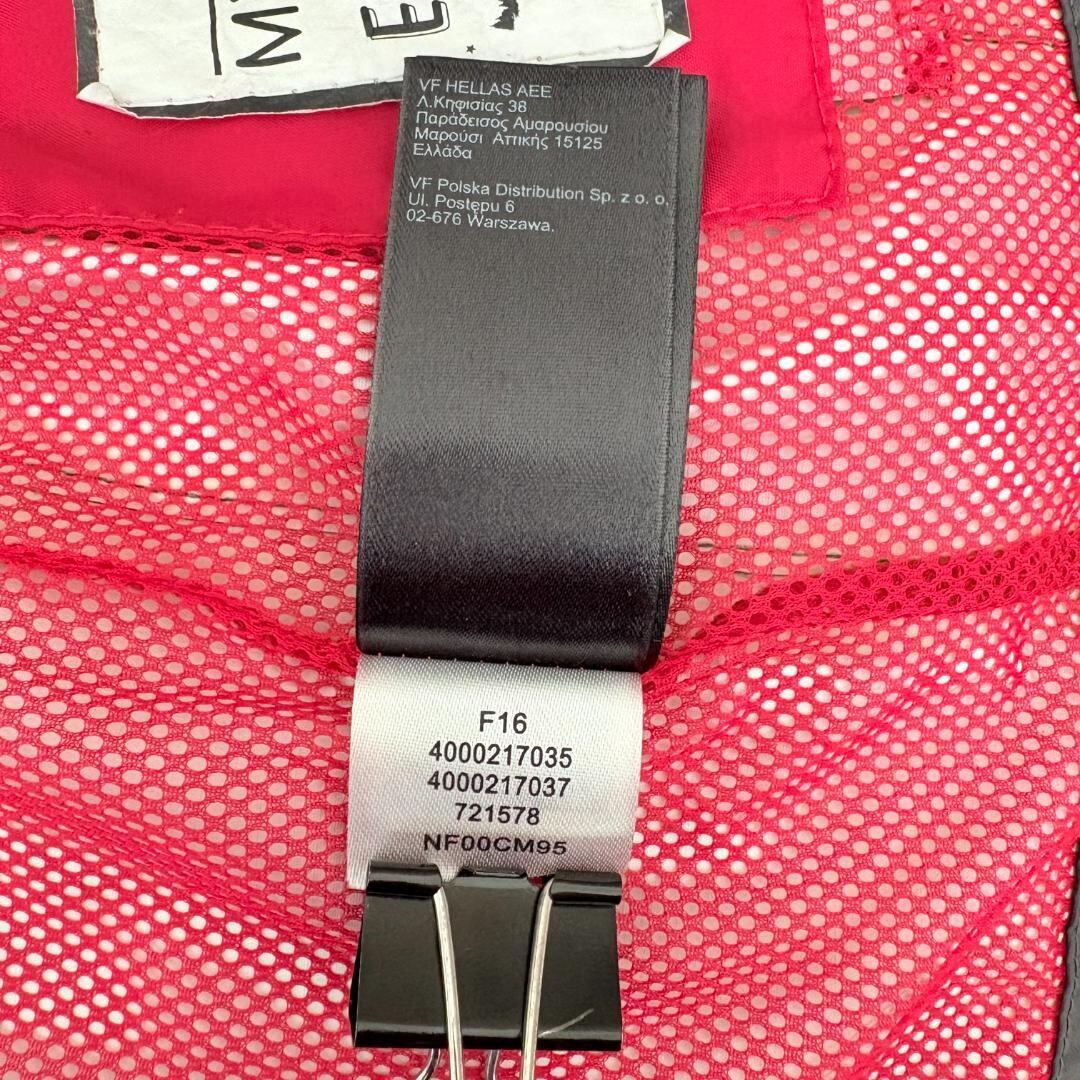 VF HELLAS AEE
Λ.Κηφισίας 38
Παράδεισος Αμαρουσίου
Μαρούσι Αττικής 15125
Ελλάδα
VF Polska Distribution Sp. z o. o.
Ul. Postępu 6
02-676 Warszawa.
F16
4000217035
4000217037
721578
NF00CM95